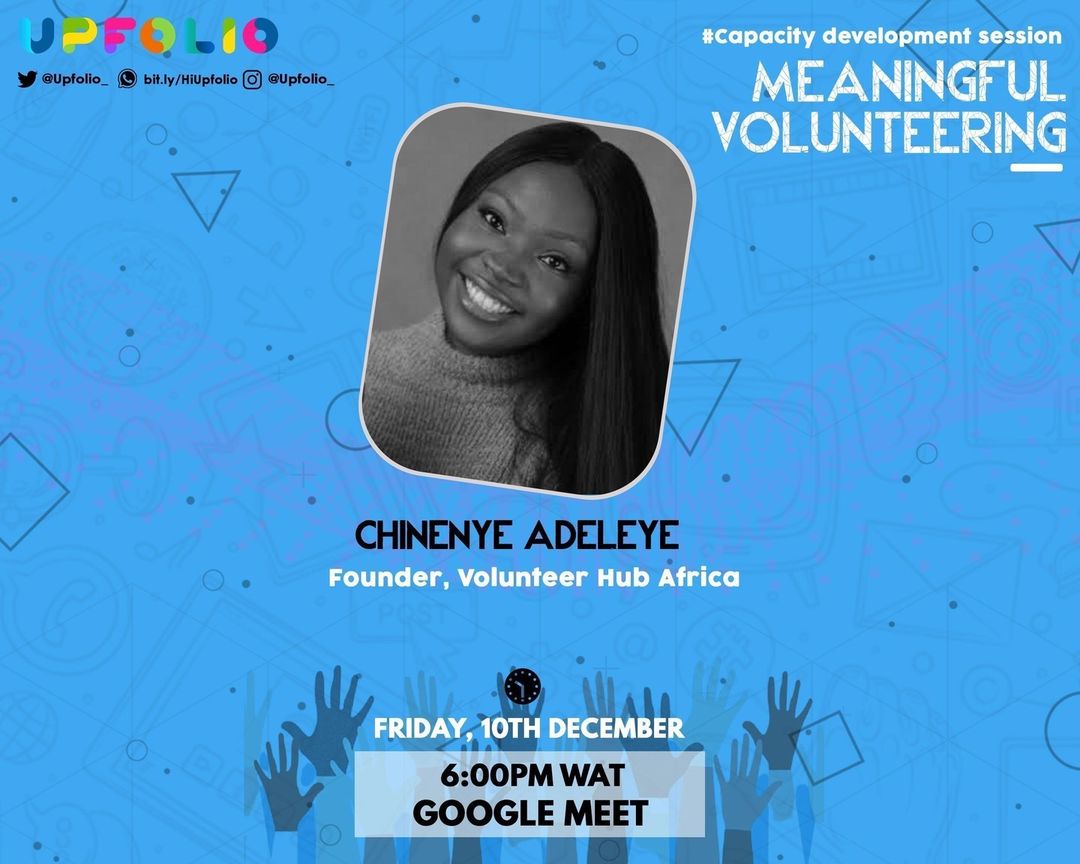 UPFOLIO
@Upfolio_ bit.ly/HiUpfolio @Upfolio_
#Capacity development session
MEANINGFUL
VOLUNTEERING
CHINENYE ADELEYE
Founder, Volunteer Hub Africa
POST
FRIDAY, 10TH DECEMBER
6:00PM WAT
GOOGLE MEET